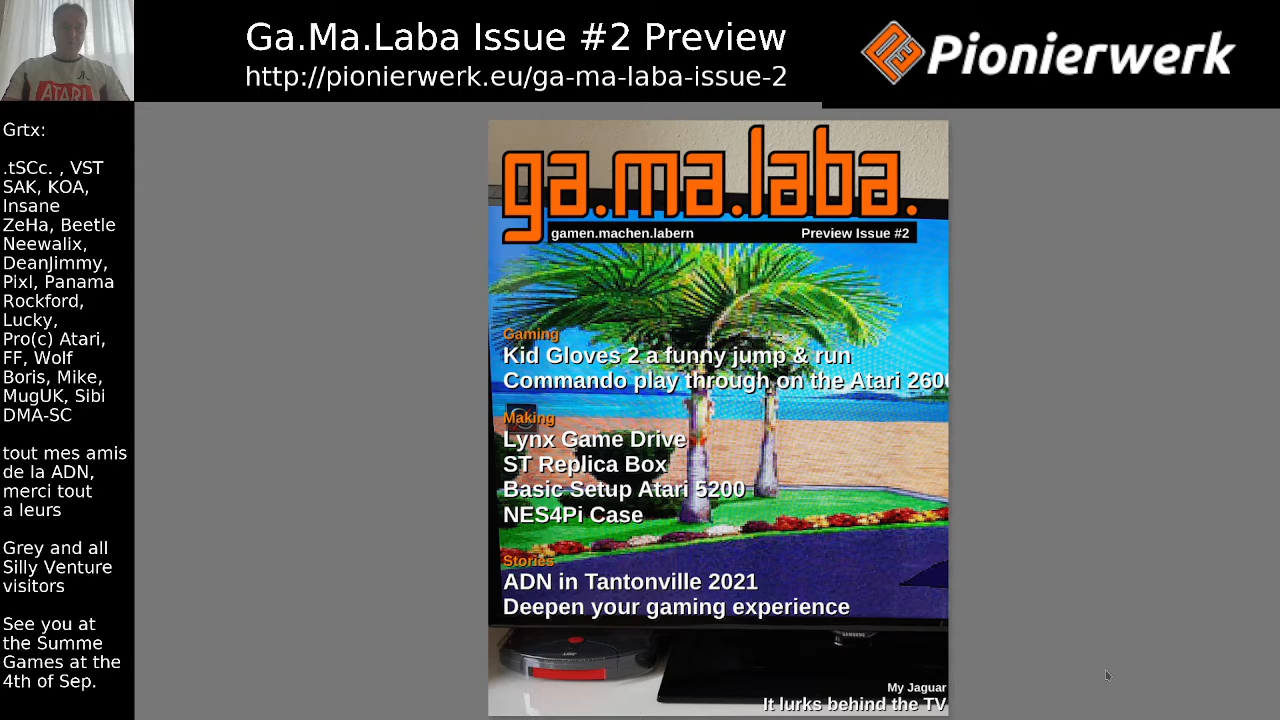 Ga.Ma.Laba Issue #2 Preview
http://pionierwerk.eu/ga-ma-laba-issue-2
Pionierwerk
ATARI
Grtx:
.tSCc. , VST
SAK, KOA,
Insane
ZeHa, Beetle
Neewalix,
DeanJimmy,
Pixl, Panama
Rockford,
Lucky,
Pro(c) Atari,
FF, Wolf
Boris, Mike,
MugUK, Sibi
DMA-SC
tout mes amis
de la ADN,
merci tout
a leurs
Grey and all
Silly Venture
visitors
See you at
the Summe
Games at the
4th of Sep.
ga.ma.laba.
gamen.machen.labern
Preview Issue #2
Gaming
Kid Gloves 2 a funny jump & run
Commando play through on the Atari 2600
Making
Lynx Game Drive
ST Replica Box
Basic Setup Atari 5200
NES4Pi Case
Stories
ADN in Tantonville 2021
Deepen your gaming experience
SAMSUNG
My Jaguar
It lurks behind the TV